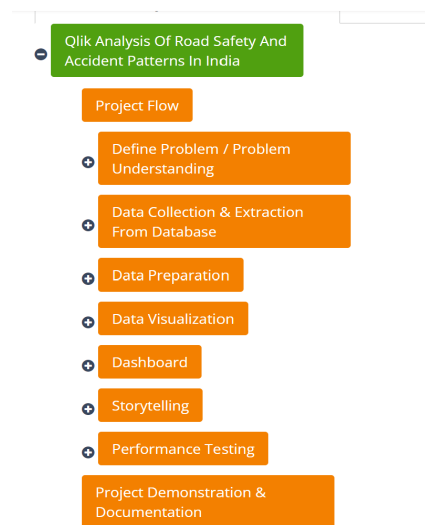 Qlik Analysis Of Road Safety And
Accident Patterns In India
Project Flow
Define Problem / Problem
Understanding
Data Collection & Extraction
From Database
Data Preparation
Data Visualization
Dashboard
Storytelling
Performance Testing
Project Demonstration &
Documentation